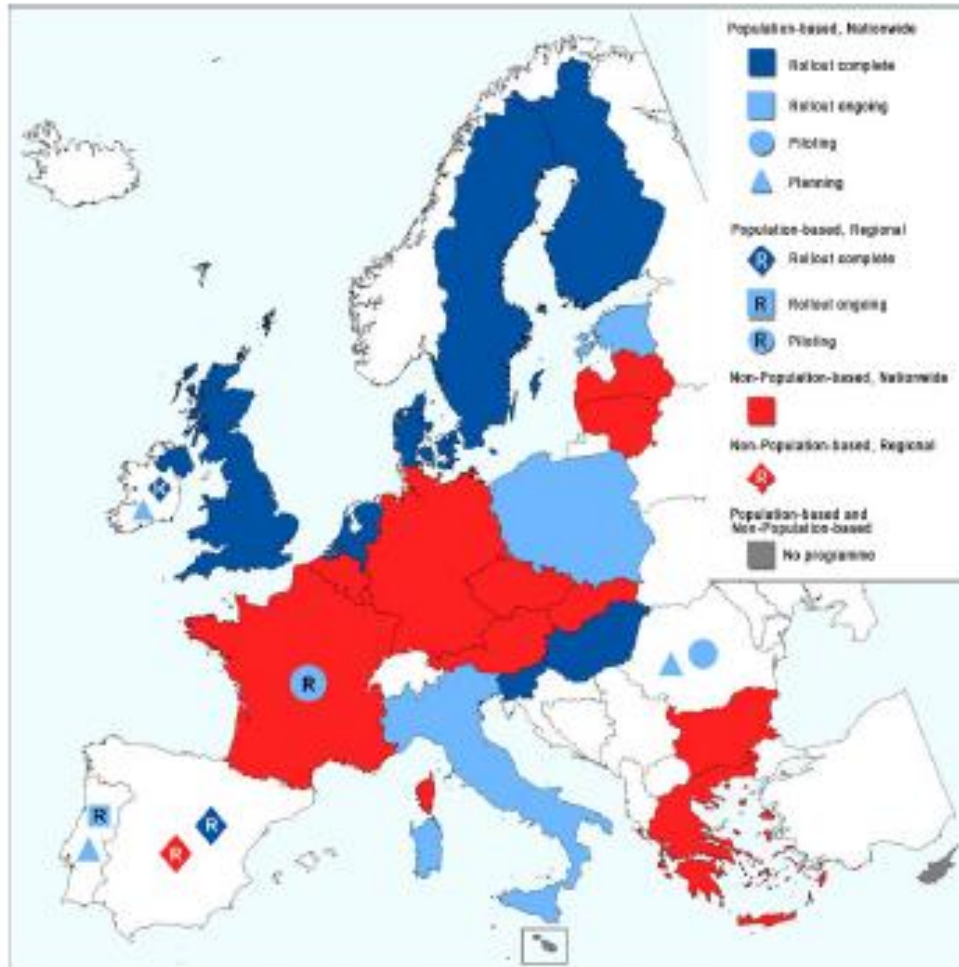 Population-based, Nationwide
Rollout complete
Rollout ongoing
Piloting
Planning
Population-based, Regional
R Rollout complete
R Rollout ongoing
R Piloting
Non-Population-based, Nationwide
Non-Population-based, Regional
R
Population-based and
Non-Population-based
No programme
R
R
R
R
R